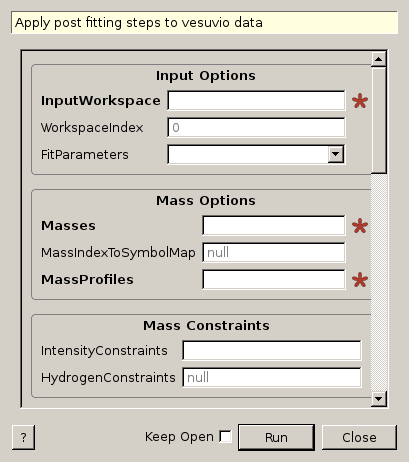 Apply post fitting steps to vesuvio data
Input Options
InputWorkspace
WorkspaceIndex 0
FitParameters
Mass Options
Masses
MassIndexToSymbolMap null
MassProfiles
Mass Constraints
IntensityConstraints
HydrogenConstraints null
? Keep Open Run Close